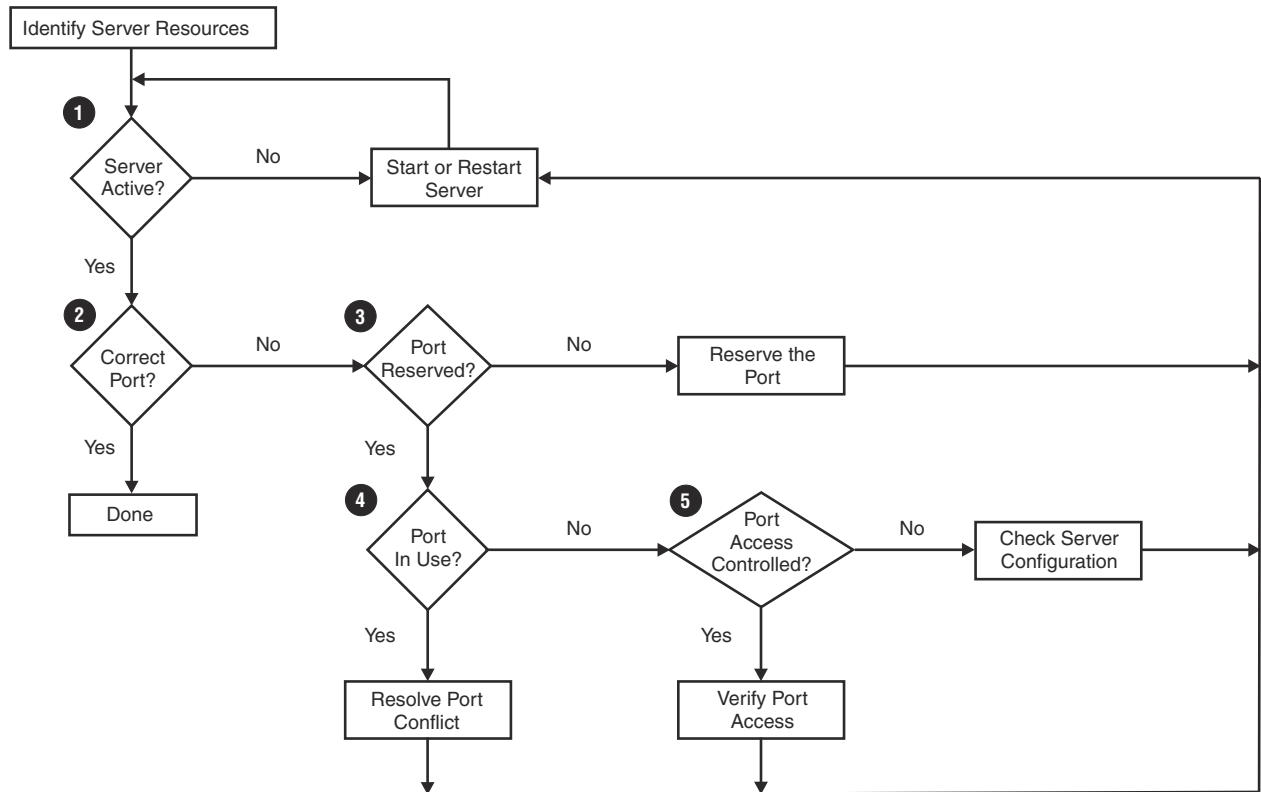 Identify Server Resources
1
Server
Active?
No
Start or Restart
Server
Yes
2
Correct
Port?
No
3
Port
Reserved?
No
Reserve the
Port
Yes
Done
Yes
4
Port
In Use?
No
5
Port
Access
Controlled?
No
Check Server
Configuration
Yes
Resolve Port
Conflict
Yes
Verify Port
Access